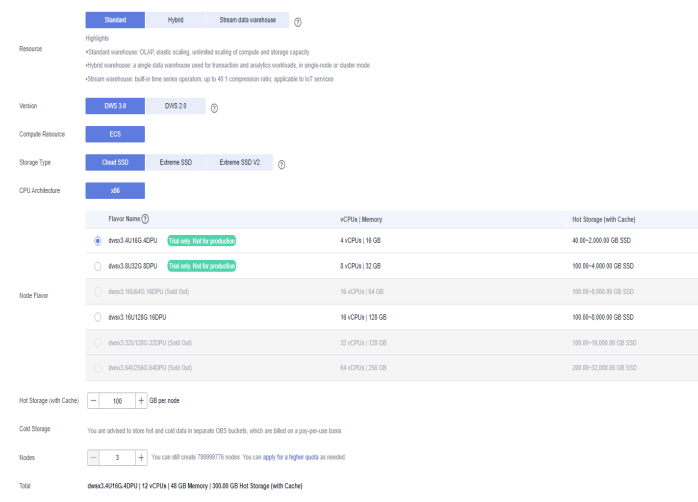 Standard Hybrid Stream data warehouse ?
Resource
Highlights
•Standard warehouse: OLAP, elastic scaling, unlimited scaling of compute and storage capacity
•Hybrid warehouse: a single data warehouse used for transaction and analytics workloads, in single-node or cluster mode
•Stream warehouse: built-in time series operators; up to 40:1 compression ratio; applicable to IoT services
Version DWS 3.0 DWS 2.0 ?
Compute Resource ECS
Storage Type Cloud SSD Extreme SSD Extreme SSD V2 ?
CPU Architecture x86
Node Flavor
Flavor Name ? vCPUs | Memory Hot Storage (with Cache)
dwsx3.4U16G.4DPU Trial only. Not for production 4 vCPUs | 16 GB 40.00~2,000.00 GB SSD
dwsx3.8U32G.8DPU Trial only. Not for production 8 vCPUs | 32 GB 100.00~4,000.00 GB SSD
dwsx3.16U64G.16DPU (Sold Out) 16 vCPUs | 64 GB 100.00~8,000.00 GB SSD
dwsx3.16U128G.16DPU 16 vCPUs | 128 GB 100.00~8,000.00 GB SSD
dwsx3.32U128G.32DPU (Sold Out) 32 vCPUs | 128 GB 100.00~16,000.00 GB SSD
dwsx3.64U256G.64DPU (Sold Out) 64 vCPUs | 256 GB 200.00~32,000.00 GB SSD
Hot Storage (with Cache) − 100 + GB per node
Cold Storage You are advised to store hot and cold data in separate OBS buckets, which are billed on a pay-per-use basis.
Nodes − 3 + You can still create 799999776 nodes. You can apply for a higher quota as needed.
Total dwsx3.4U16G.4DPU | 12 vCPUs | 48 GB Memory | 300.00 GB Hot Storage (with Cache)